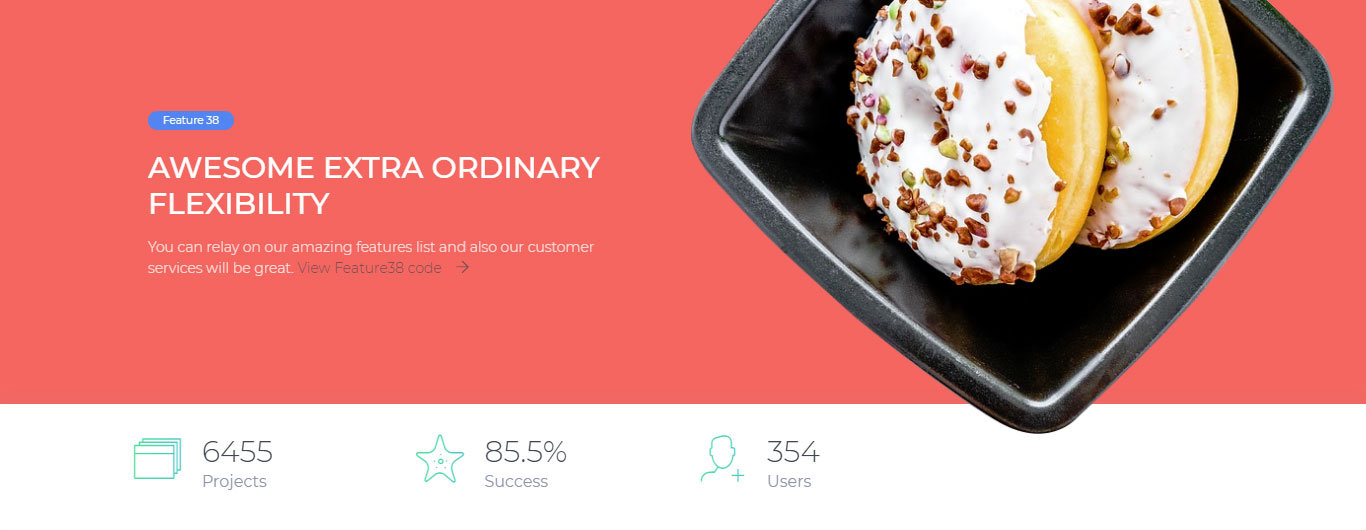 Feature 38
AWESOME EXTRA ORDINARY
FLEXIBILITY
You can relay on our amazing features list and also our customer
services will be great. View Feature38 code →
6455
Projects
85.5%
Success
354
Users